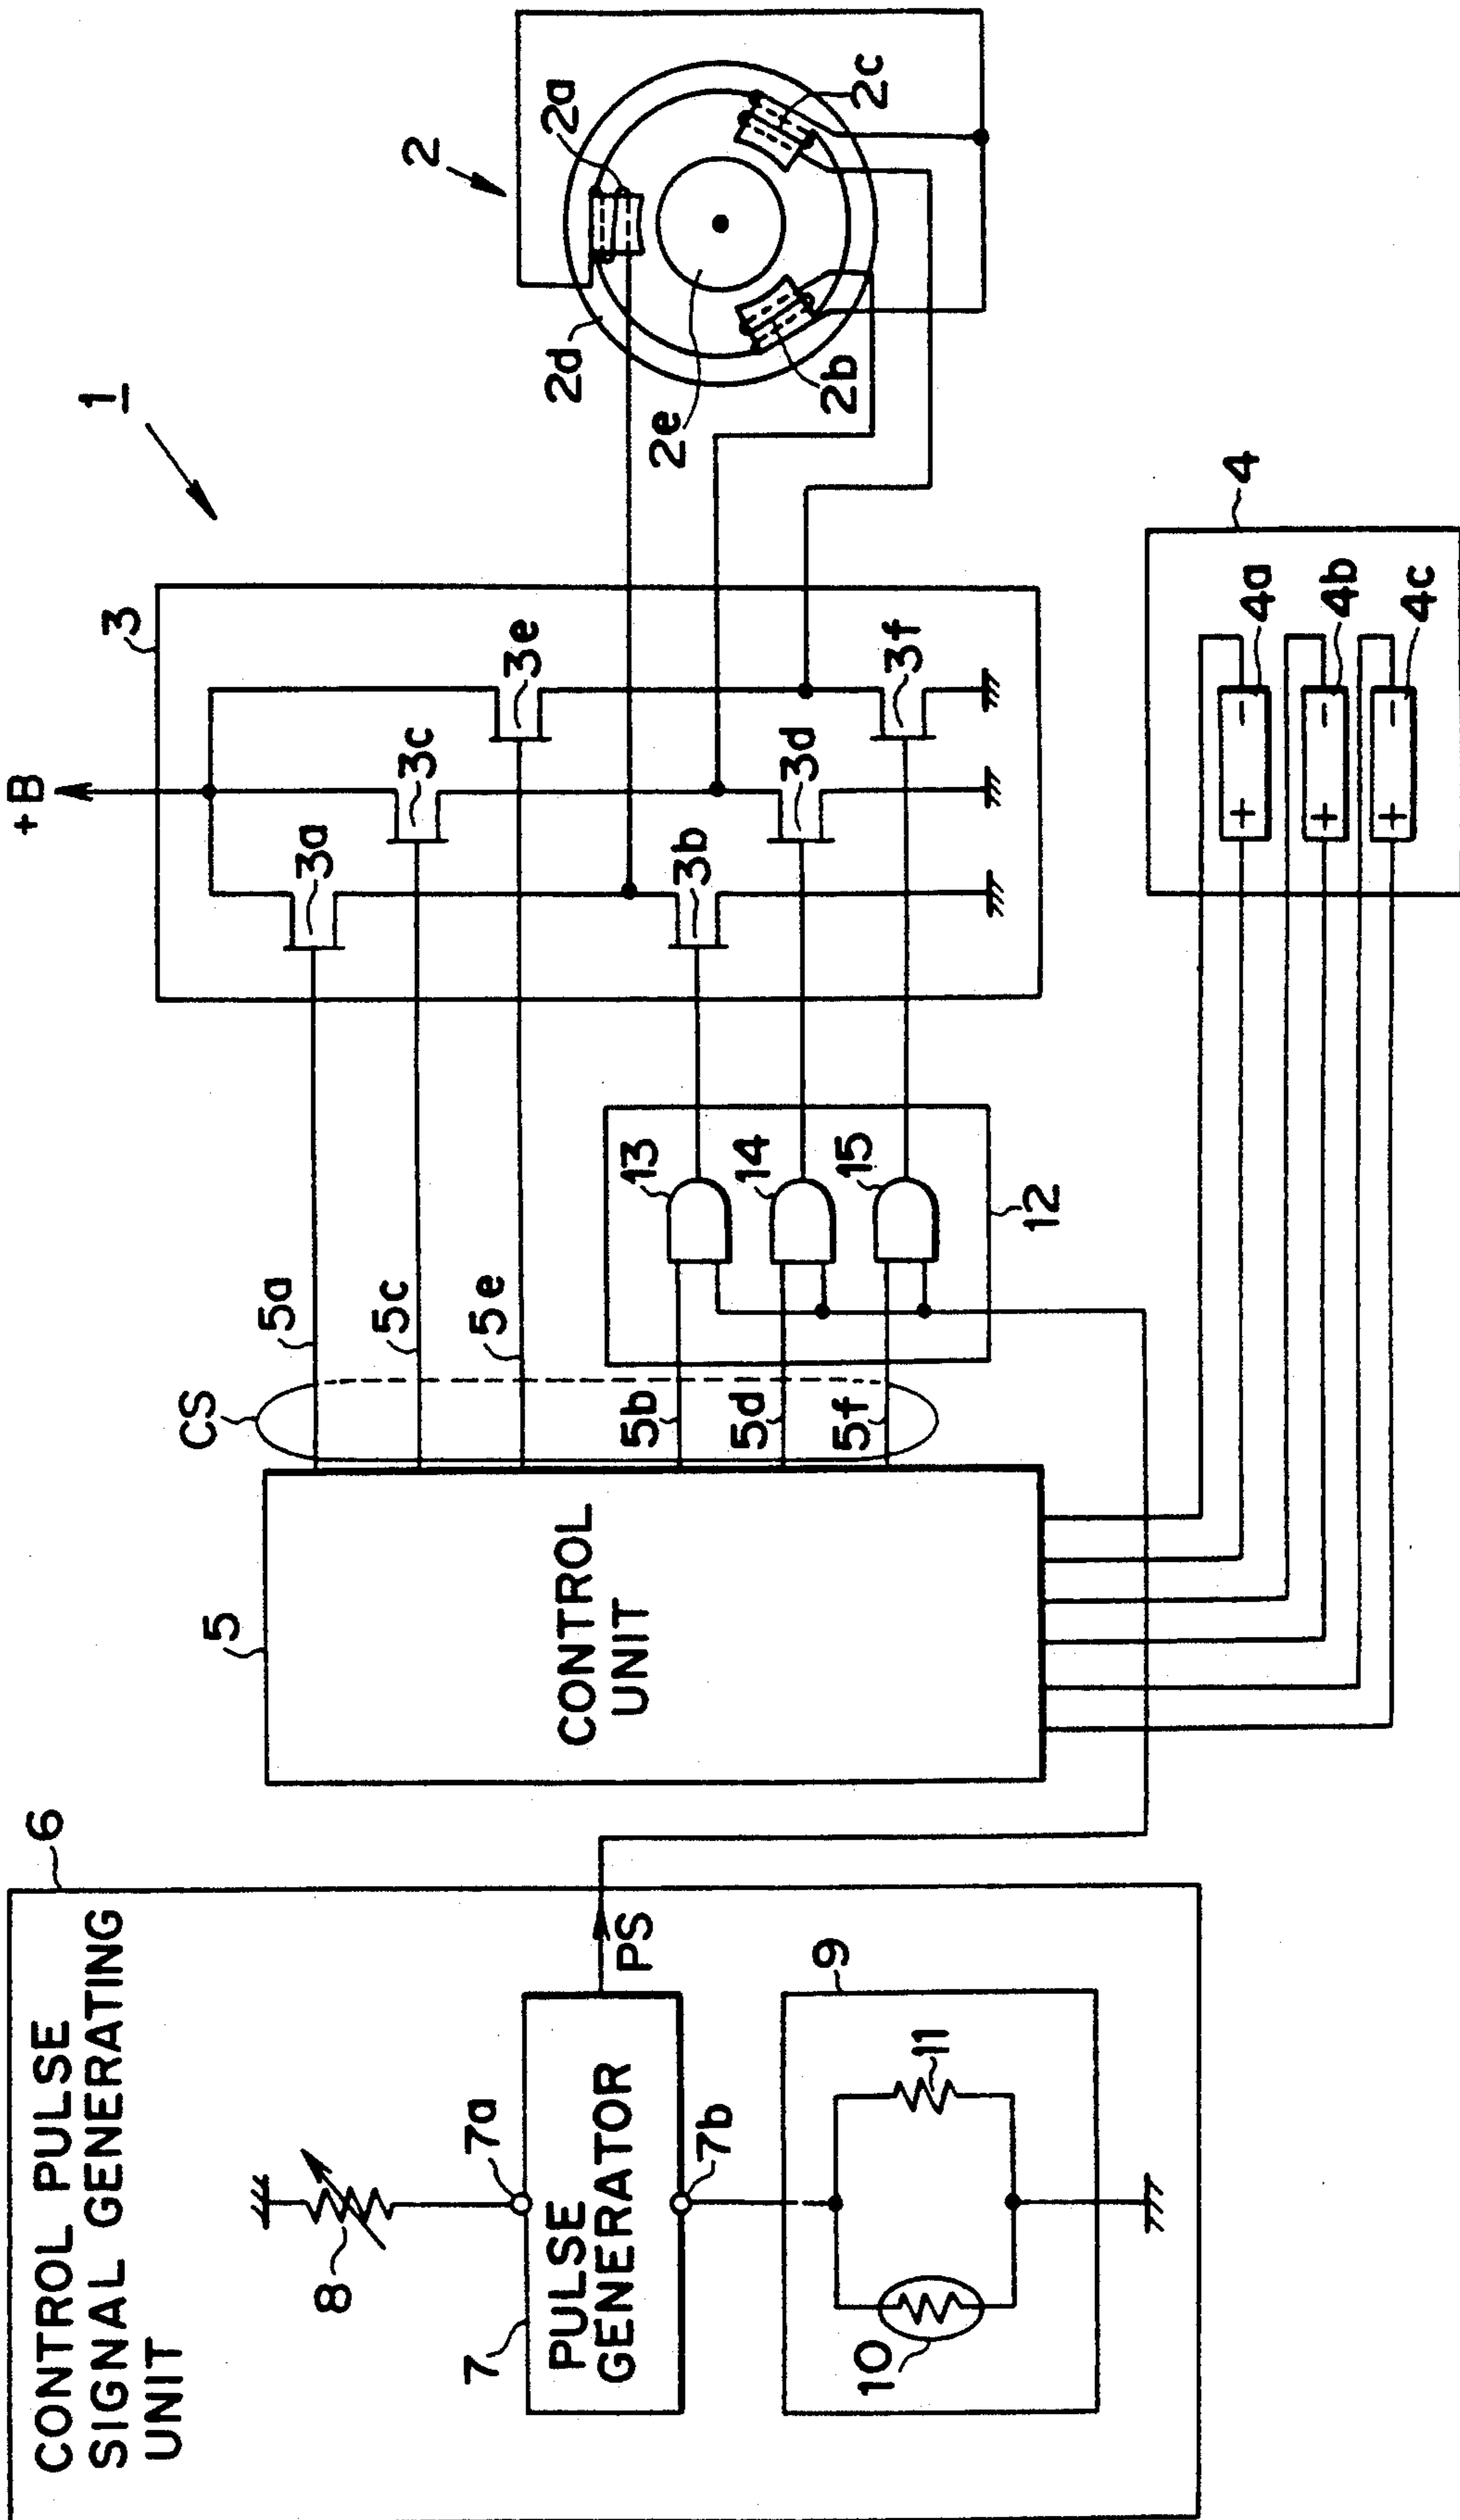 CONTROL PULSE
SIGNAL GENERATING
UNIT
6
8
7a
7
PULSE
GENERATOR
7b
PS
9
10
11
5
CONTROL
UNIT
CS
5a
5c
5e
5b
5d
5f
12
13
14
15
+B
3
3a
3c
3e
3b
3d
3f
1
2
2a
2c
2d
2e
2b
4
4a
4b
4c
+ −
+ −
+ −